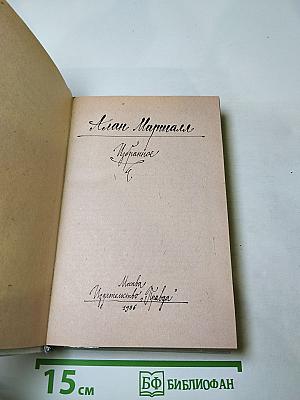 Алан Маршалл
Избранное
Москва
Издательство „Правда"
1986
15 см
БФ БИБЛИОФАН